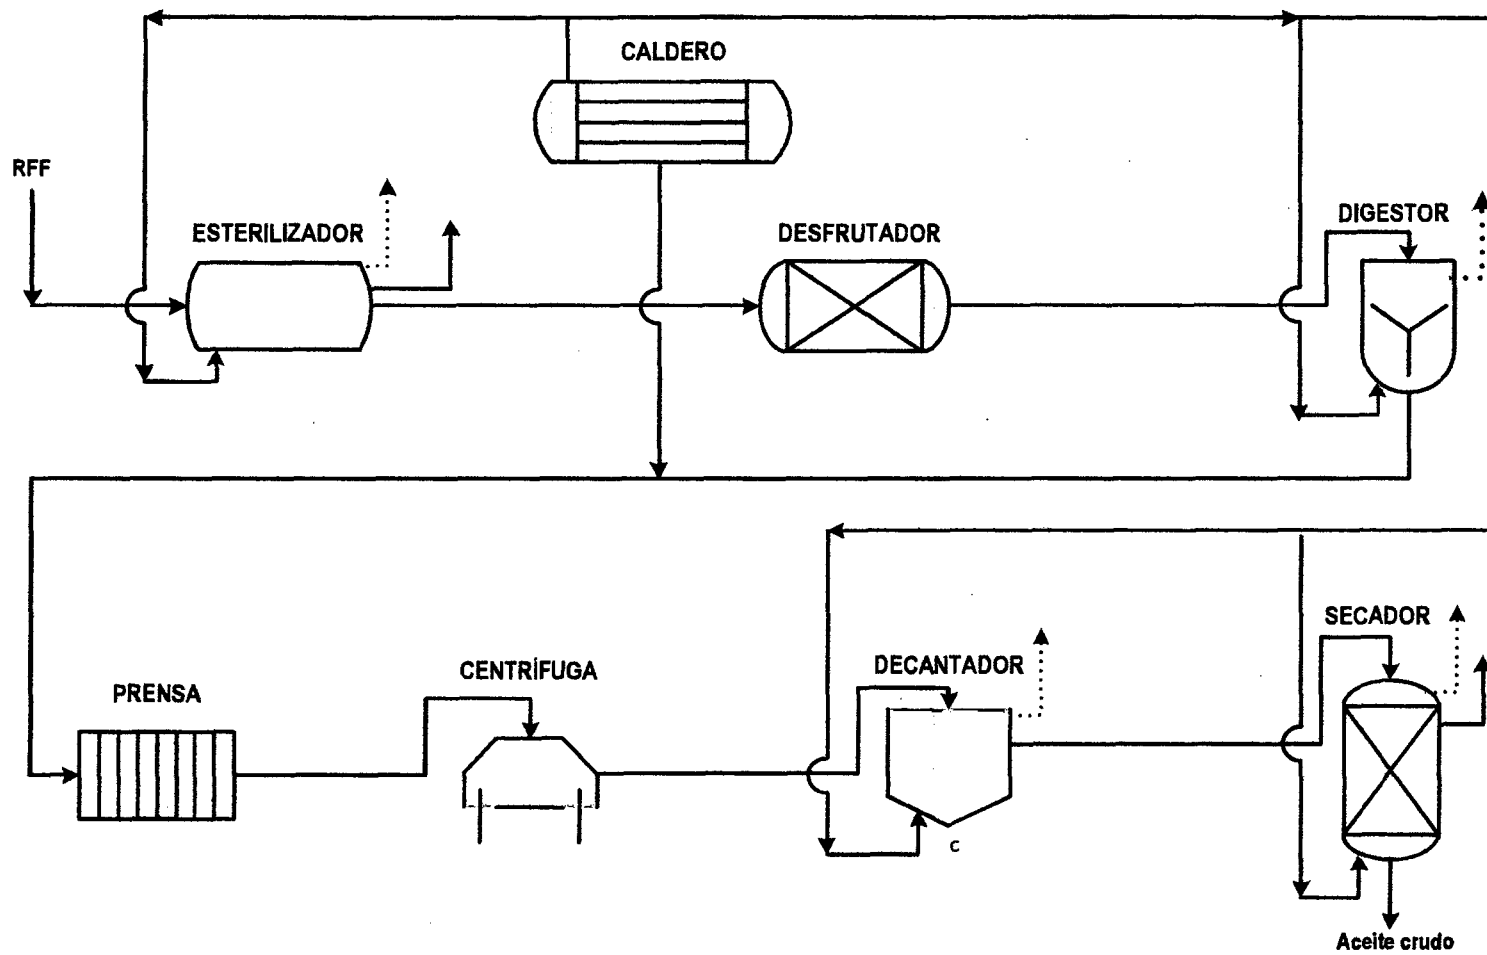 CALDERO
RFF
ESTERILIZADOR
DESFRUTADOR
DIGESTOR
PRENSA
CENTRÍFUGA
DECANTADOR
SECADOR
C
Aceite crudo